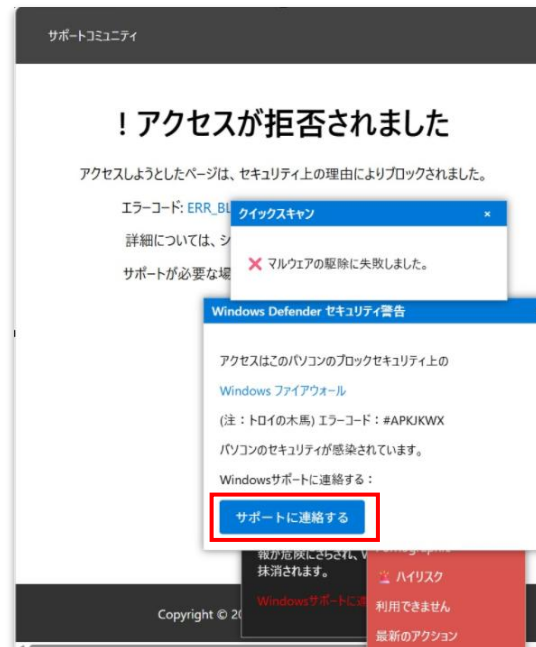 サポートコミュニティ
! アクセスが拒否されました
アクセスしようとしたページは、セキュリティ上の理由によりブロックされました。
エラーコード: ERR_BL
詳細については、シ
サポートが必要な場
クイックスキャン ×
❌ マルウェアの駆除に失敗しました。
Windows Defender セキュリティ警告
アクセスはこのパソコンのブロックセキュリティ上の
Windows ファイアウォール
(注:トロイの木馬) エラーコード:#APKJKWX
パソコンのセキュリティが感染されています。
Windowsサポートに連絡する:
サポートに連絡する
報が危険にさらされ、
抹消されます。
Windowsサポートに
ハイリスク
利用できません
最新のアクション
Copyright © 20